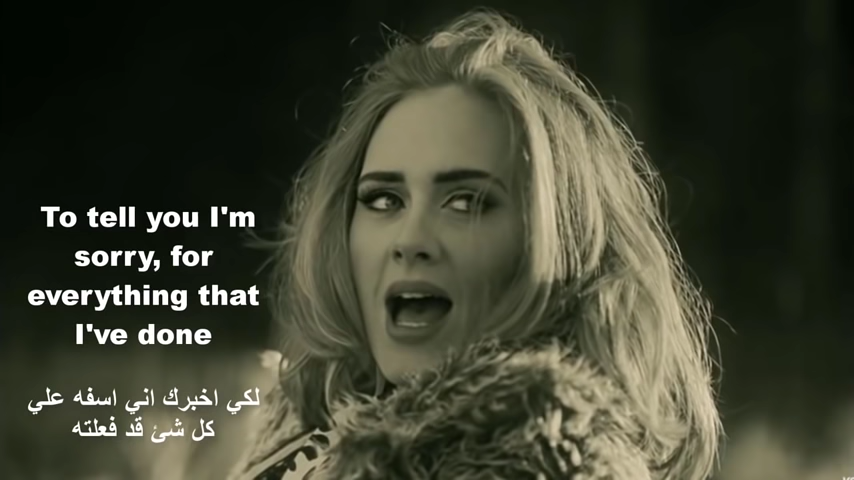 To tell you I'm
sorry, for
everything that
I've done
لكي اخبرك اني اسفه علي
كل شئ قد فعلته